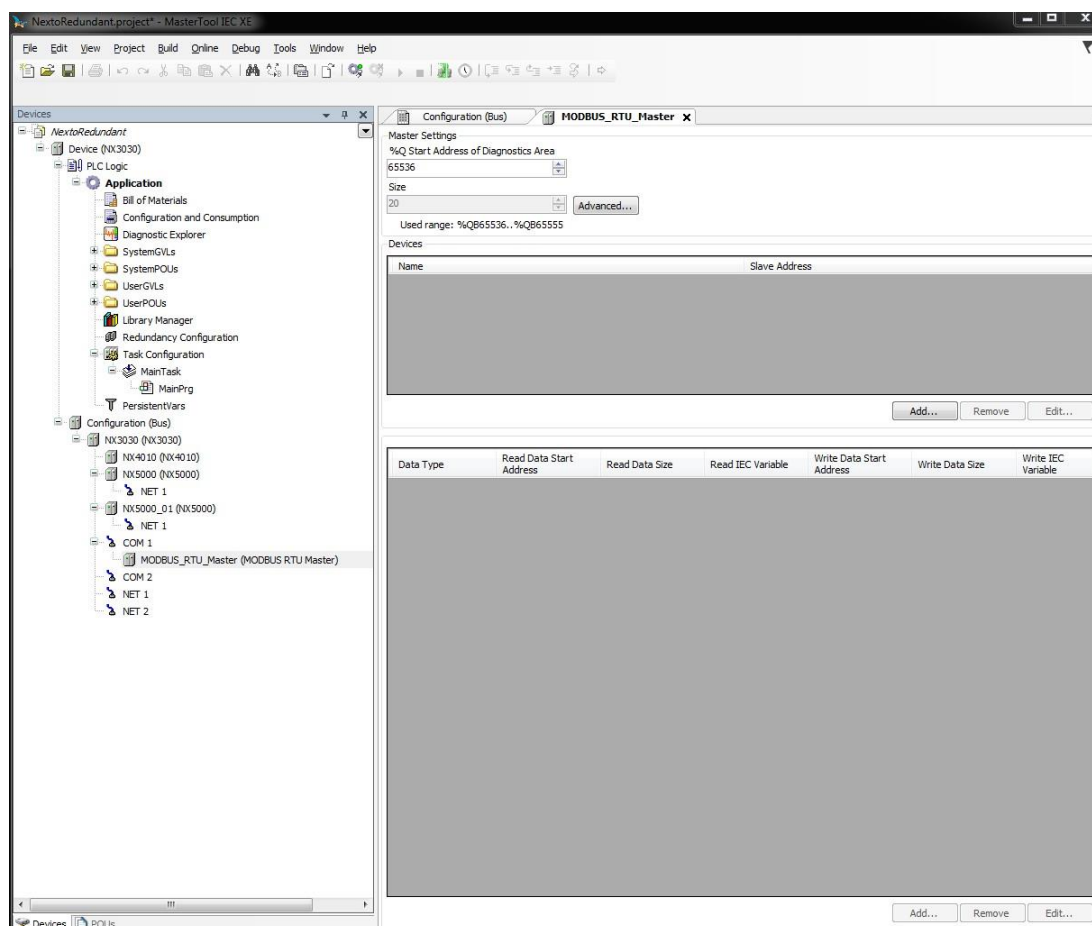 NextoRedundant.project* - MasterTool IEC XE
File Edit View Project Build Online Debug Tools Window Help
Devices
NextoRedundant
Device (NX3030)
PLC Logic
Application
Bill of Materials
Configuration and Consumption
Diagnostic Explorer
SystemGVLs
SystemPOUs
UserGVLs
UserPOUs
Library Manager
Redundancy Configuration
Task Configuration
MainTask
MainPrg
PersistentVars
Configuration (Bus)
NX3030 (NX3030)
NX4010 (NX4010)
NX5000 (NX5000)
NET 1
NX5000_01 (NX5000)
NET 1
COM 1
MODBUS_RTU_Master (MODBUS RTU Master)
COM 2
NET 1
NET 2
Devices POUs
Configuration (Bus) MODBUS_RTU_Master
Master Settings
%Q Start Address of Diagnostics Area
65536
Size
20 Advanced...
Used range: %QB65536..%QB65555
Devices
Name Slave Address
Add... Remove Edit...
Data Type Read Data Start Address Read Data Size Read IEC Variable Write Data Start Address Write Data Size Write IEC Variable
Add... Remove Edit...